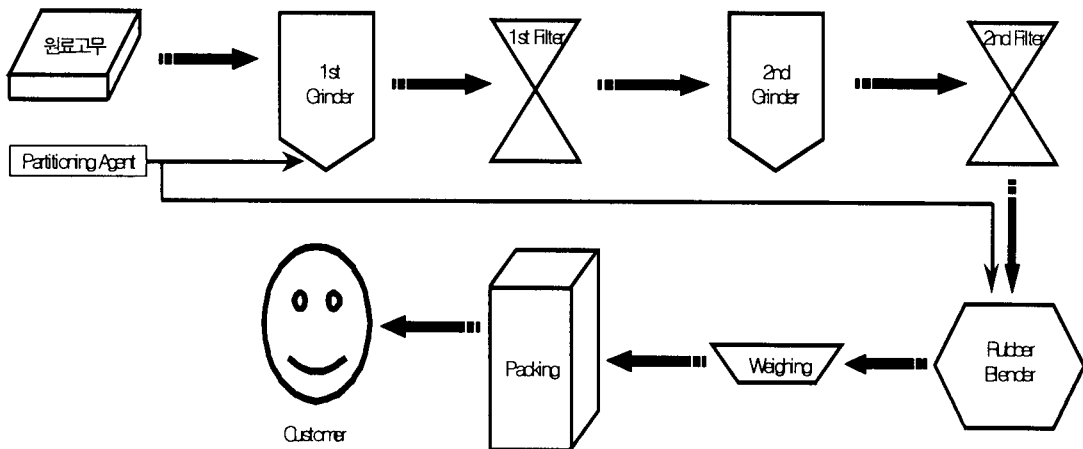 원료고무
1st
Grinder
1st Filter
2nd
Grinder
2nd Filter
Partitioning Agent
Rubber
Blender
Weighing
Packing
Customer